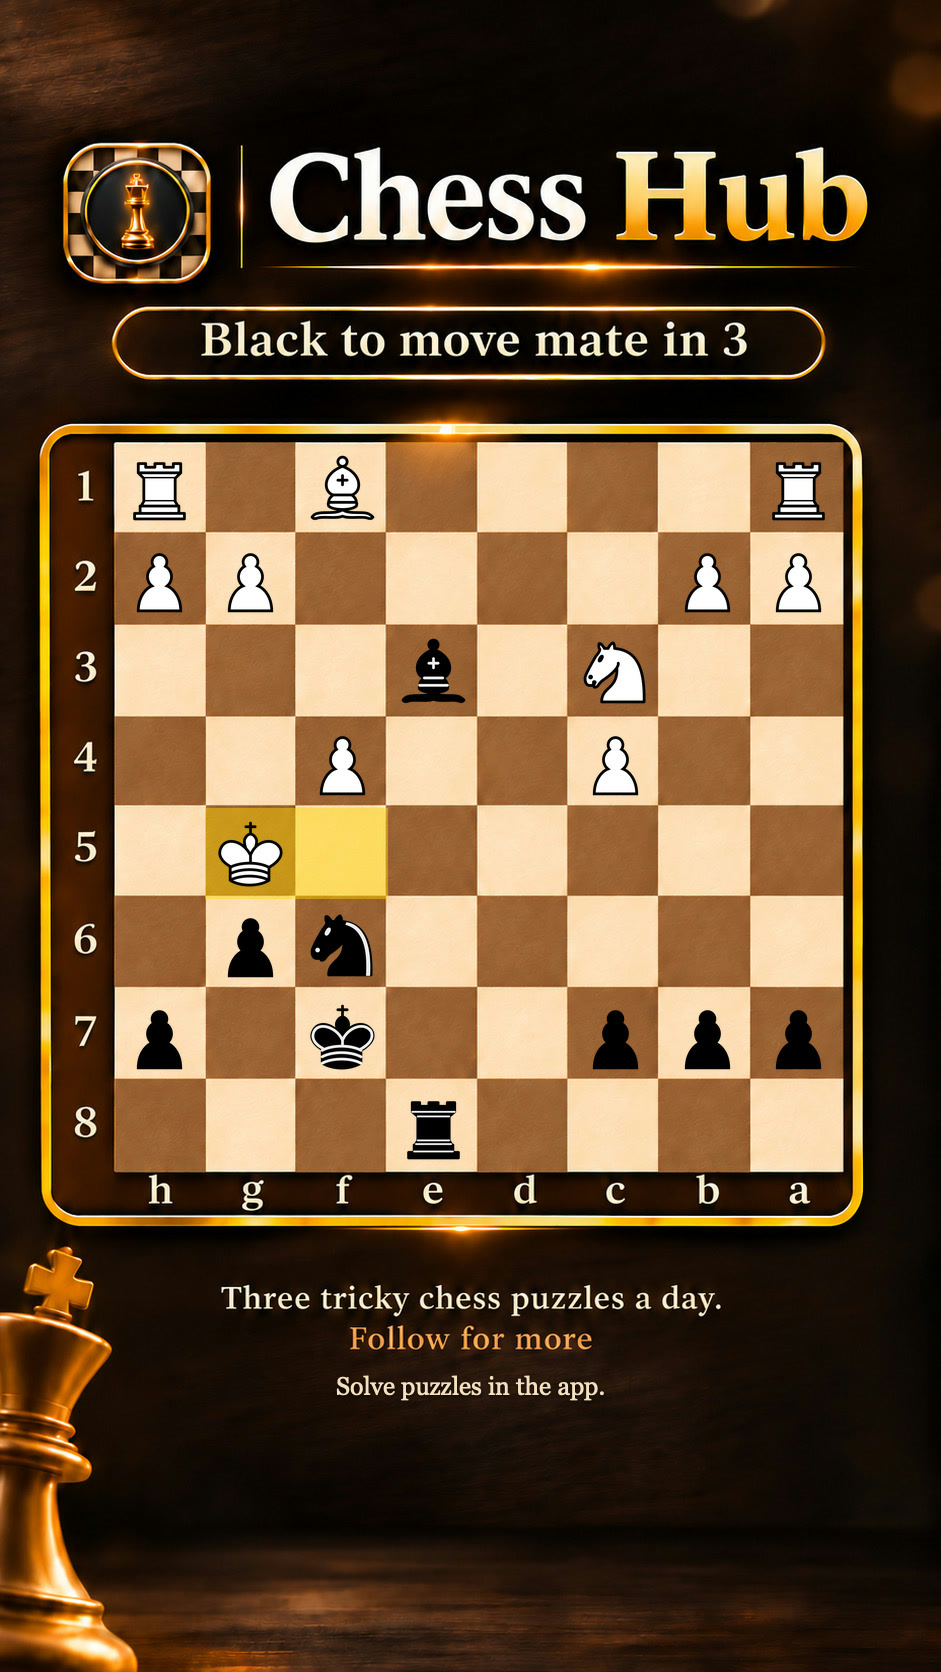 Chess Hub
Black to move mate in 3
1
2
3
4
5
6
7
8
h g f e d c b a
Three tricky chess puzzles a day.
Follow for more
Solve puzzles in the app.